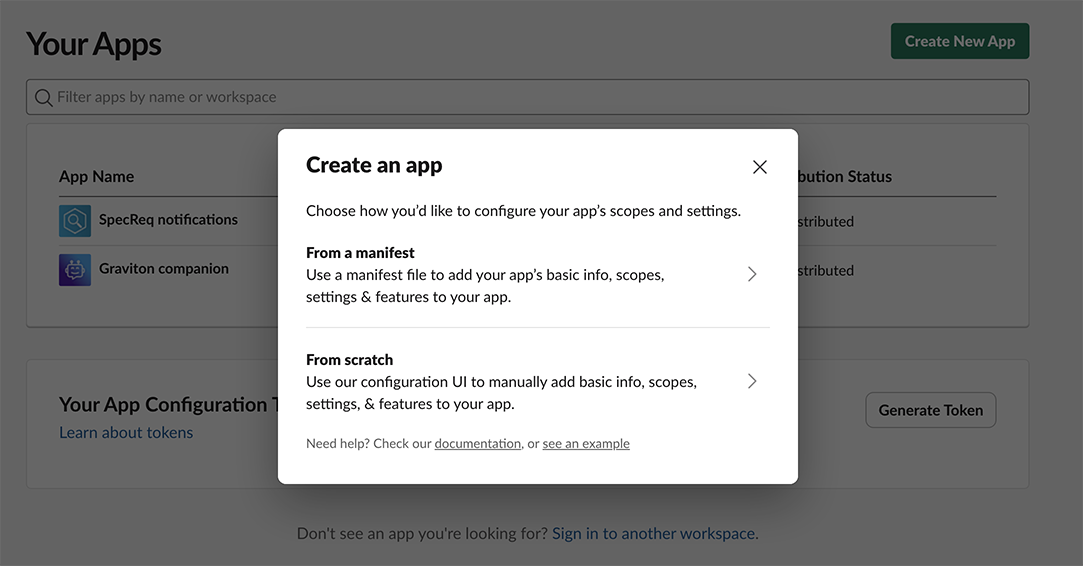 Your Apps
Create New App
Filter apps by name or workspace
Create an app
Choose how you’d like to configure your app’s scopes and settings.
From a manifest
Use a manifest file to add your app’s basic info, scopes,
settings & features to your app.
From scratch
Use our configuration UI to manually add basic info, scopes,
settings, & features to your app.
Need help? Check our documentation, or see an example
App Name
bution Status
SpecReq notifications
stributed
Graviton companion
stributed
Your App Configuration T
Learn about tokens
Generate Token
Don't see an app you're looking for? Sign in to another workspace.